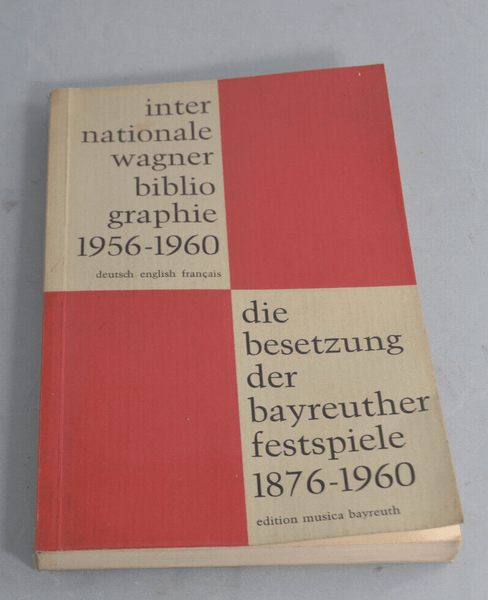 inter
nationale
wagner
biblio
graphie
1956-1960
deutsch english français
die
besetzung
der
bayreuther
festspiele
1876-1960
edition musica bayreuth